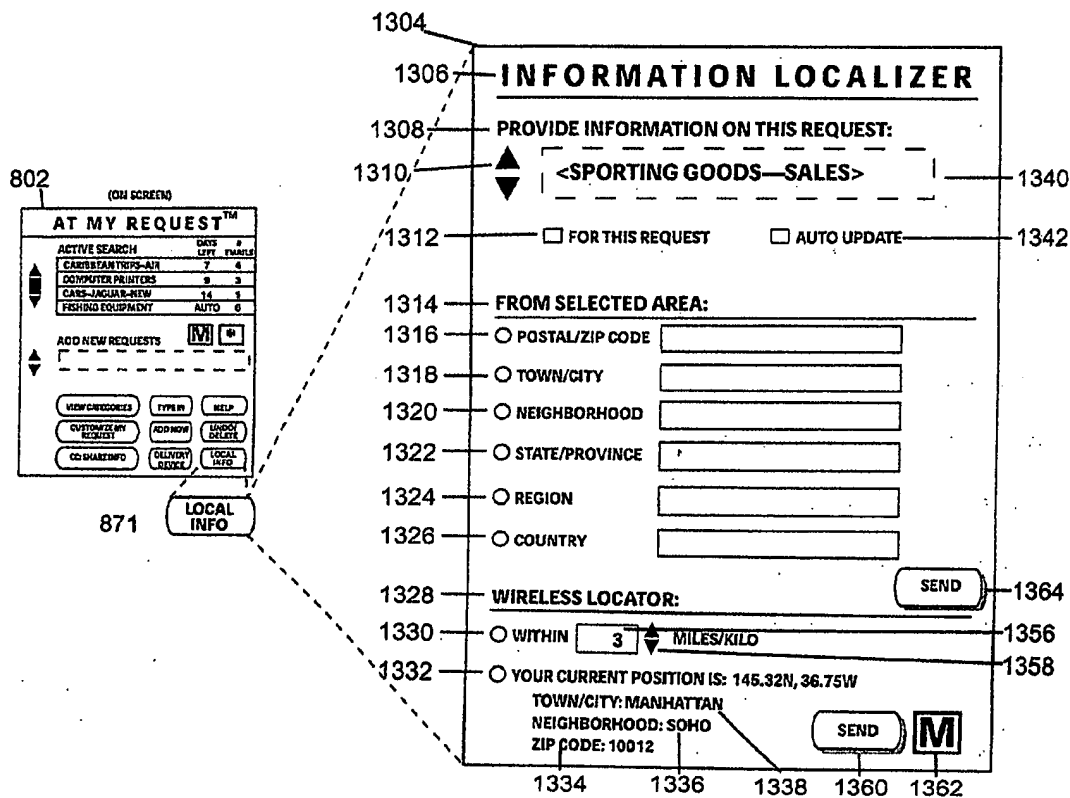 1304
1306
INFORMATION LOCALIZER
1308
PROVIDE INFORMATION ON THIS REQUEST:
1310
<SPORTING GOODS—SALES>
1340
1312
FOR THIS REQUEST
AUTO UPDATE
1342
1314
FROM SELECTED AREA:
1316
POSTAL/ZIP CODE
1318
TOWN/CITY
1320
NEIGHBORHOOD
1322
STATE/PROVINCE
1324
REGION
1326
COUNTRY
SEND
1364
1328
WIRELESS LOCATOR:
1330
WITHIN 3 MILES/KILO
1356
1358
1332
YOUR CURRENT POSITION IS: 145.32N, 36.75W
TOWN/CITY: MANHATTAN
NEIGHBORHOOD: SOHO
ZIP CODE: 10012
SEND
M
1334 1336 1338 1360 1362
802
(ON SCREEN)
AT MY REQUEST™
ACTIVE SEARCH DAYS LEFT # EMAILS
CARIBBEAN TRIPS-AIR 7 4
COMPUTER PRINTERS 9 3
CARS-JAGUAR-NEW 14 1
FISHING EQUIPMENT AUTO 6
ADD NEW REQUESTS
M
VIEW CATEGORIES TYPE IN HELP
CUSTOMIZE MY REQUEST ADD NOW UNDO/DELETE
CC: SHARE INFO DELIVERY DEVICE LOCAL INFO
871
LOCAL
INFO